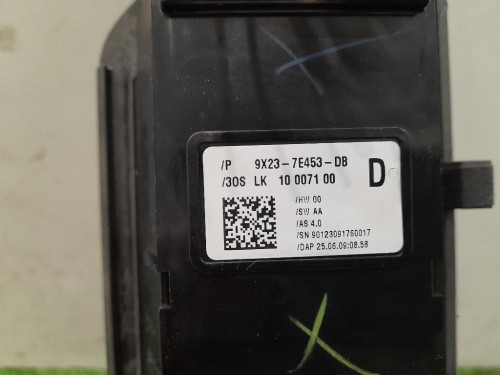 /P 9X23-7E453-DB
/30S LK 10 0071 00 D
/HW 00
/SW AA
/AS 4.0
/SN 90123091760017
/DAP 25.06.09:08.58